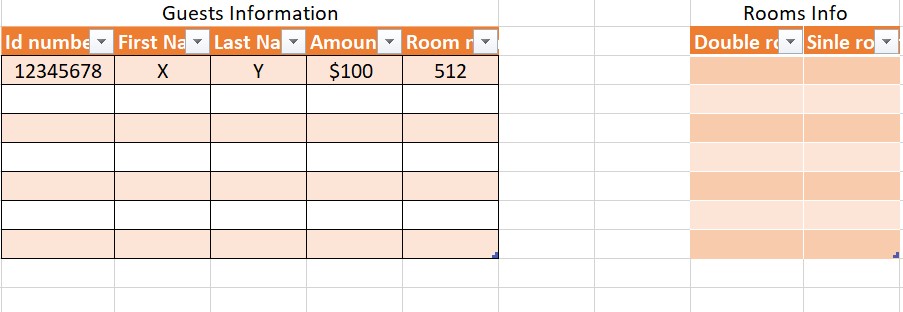 Guests Information
Rooms Info
Id numbe First Na Last Na Amoun Room r
Double ro Sinle ro
12345678 X Y $100 512